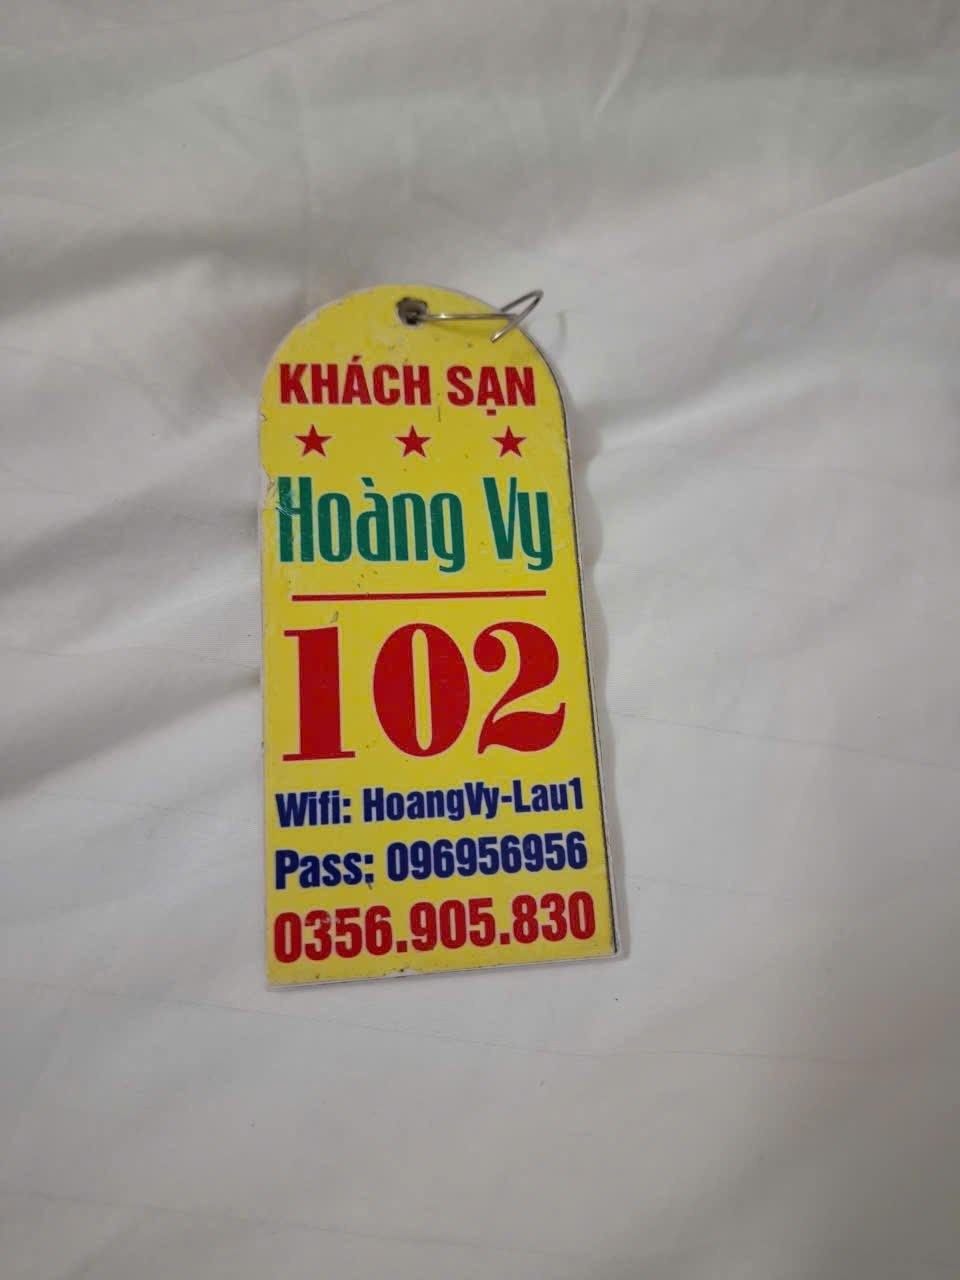 KHÁCH SẠN
★ ★ ★
Hoàng Vy
102
Wifi: HoangVy-Lau1
Pass: 096956956
0356.905.830